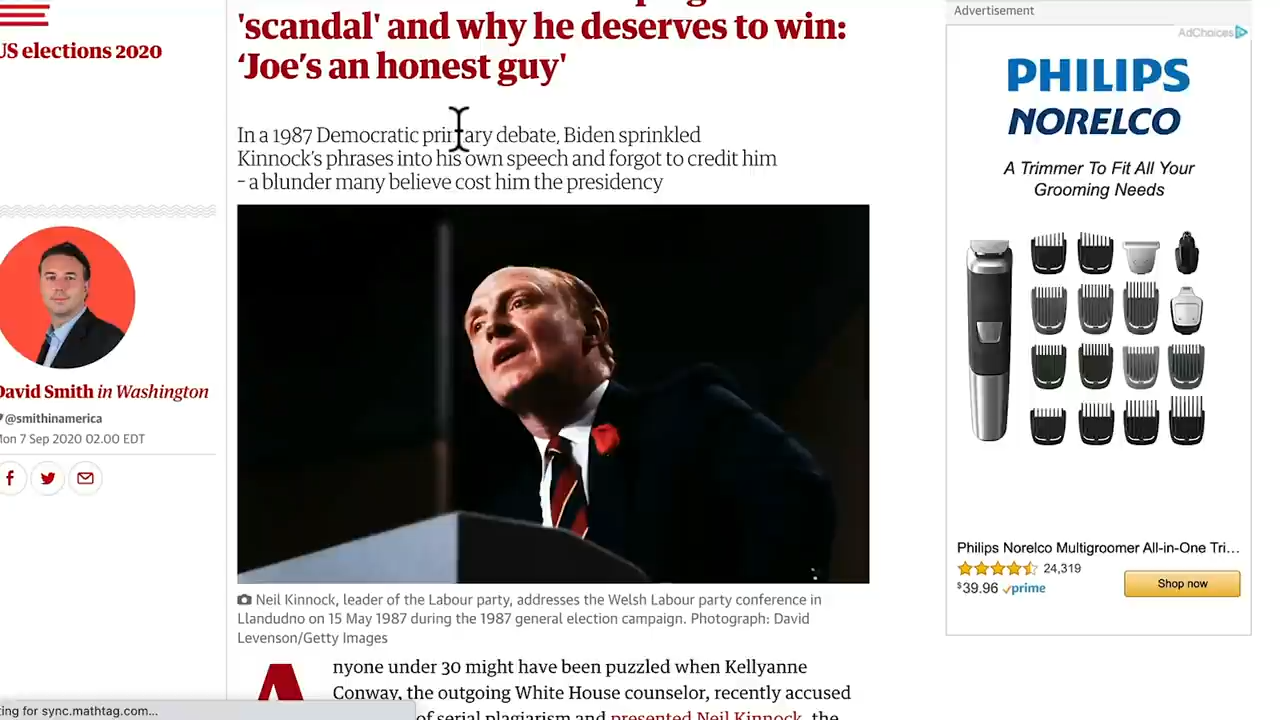 'scandal' and why he deserves to win:
‘Joe’s an honest guy'
US elections 2020
In a 1987 Democratic primary debate, Biden sprinkled
Kinnock’s phrases into his own speech and forgot to credit him
– a blunder many believe cost him the presidency
David Smith in Washington
@smithinamerica
Mon 7 Sep 2020 02.00 EDT
Neil Kinnock, leader of the Labour party, addresses the Welsh Labour party conference in
Llandudno on 15 May 1987 during the 1987 general election campaign. Photograph: David
Levenson/Getty Images
Anyone under 30 might have been puzzled when Kellyanne
Conway, the outgoing White House counselor, recently accused
of serial plagiarism and presented Neil Kinnock, the
ting for sync.mathtag.com...
Advertisement
AdChoices
PHILIPS
NORELCO
A Trimmer To Fit All Your
Grooming Needs
Philips Norelco Multigroomer All-in-One Tri...
24,319
$39.96 prime
Shop now